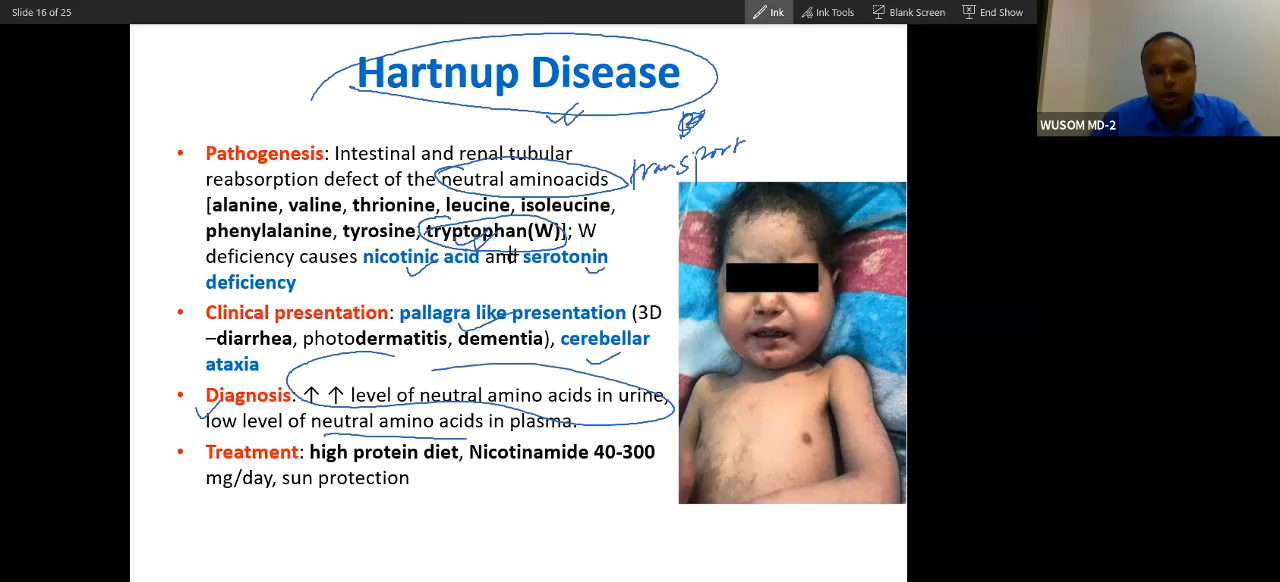 Slide 16 of 25
Ink
Ink Tools
Blank Screen
End Show
WUSOM MD-2
Hartnup Disease
transport
• Pathogenesis: Intestinal and renal tubular
reabsorption defect of the neutral aminoacids
[alanine, valine, thrionine, leucine, isoleucine,
phenylalanine, tyrosine, tryptophan(W)]; W
deficiency causes nicotinic acid and serotonin
deficiency
• Clinical presentation: pallagra like presentation (3D
–diarrhea, photodermatitis, dementia), cerebellar
ataxia
• Diagnosis: ↑ ↑ level of neutral amino acids in urine,
low level of neutral amino acids in plasma.
• Treatment: high protein diet, Nicotinamide 40-300
mg/day, sun protection